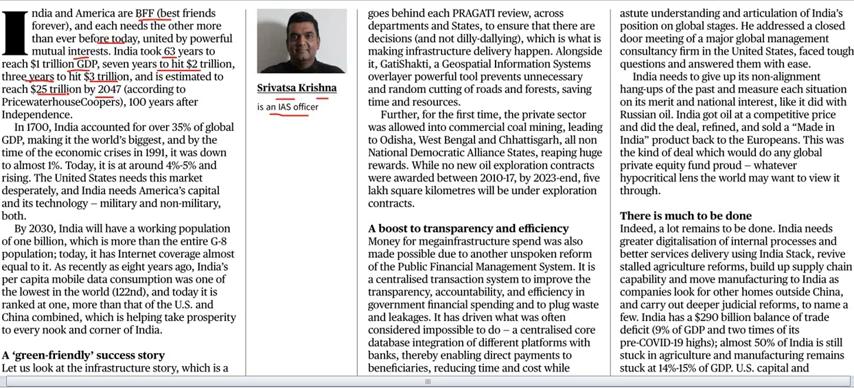 India and America are BFF (best friends
forever), and each needs the other more
than ever before today, united by powerful
mutual interests. India took 63 years to
reach $1 trillion GDP, seven years to hit $2 trillion,
three years to hit $3 trillion, and is estimated to
reach $25 trillion by 2047 (according to
PricewaterhouseCoopers), 100 years after
Independence.
In 1700, India accounted for over 35% of global
GDP, making it the world's biggest, and by the
time of the economic crises in 1991, it was down
to almost 1%. Today, it is at around 4%-5% and
rising. The United States needs this market
desperately, and India needs America's capital
and its technology – military and non-military,
both.
By 2030, India will have a working population
of one billion, which is more than the entire G-8
population; today, it has Internet coverage almost
equal to it. As recently as eight years ago, India's
per capita mobile data consumption was one of
the lowest in the world (122nd), and today it is
ranked at one, more than that of the U.S. and
China combined, which is helping take prosperity
to every nook and corner of India.
A 'green-friendly' success story
Let us look at the infrastructure story, which is a
Srivatsa Krishna
is an IAS officer
goes behind each PRAGATI review, across
departments and States, to ensure that there are
decisions (and not dilly-dallying), which is what is
making infrastructure delivery happen. Alongside
it, GatiShakti, a Geospatial Information Systems
overlayer powerful tool prevents unnecessary
and random cutting of roads and forests, saving
time and resources.
Further, for the first time, the private sector
was allowed into commercial coal mining, leading
to Odisha, West Bengal and Chhattisgarh, all non
National Democratic Alliance States, reaping huge
rewards. While no new oil exploration contracts
were awarded between 2010-17, by 2023-end, five
lakh square kilometres will be under exploration
contracts.
A boost to transparency and efficiency
Money for megainfrastructure spend was also
made possible due to another unspoken reform
of the Public Financial Management System. It is
a centralised transaction system to improve the
transparency, accountability, and efficiency in
government financial spending and to plug waste
and leakages. It has driven what was often
considered impossible to do – a centralised core
database integration of different platforms with
banks, thereby enabling direct payments to
beneficiaries, reducing time and cost while
astute understanding and articulation of India's
position on global stages. He addressed a closed
door meeting of a major global management
consultancy firm in the United States, faced tough
questions and answered them with ease.
India needs to give up its non-alignment
hang-ups of the past and measure each situation
on its merit and national interest, like it did with
Russian oil. India got oil at a competitive price
and did the deal, refined, and sold a "Made in
India" product back to the Europeans. This was
the kind of deal which would do any global
private equity fund proud – whatever
hypocritical lens the world may want to view it
through.
There is much to be done
Indeed, a lot remains to be done. India needs
greater digitalisation of internal processes and
better services delivery using India Stack, revive
stalled agriculture reforms, build up supply chain
capability and move manufacturing to India as
companies look for other homes outside China,
and carry out deeper judicial reforms, to name a
few. India has a $290 billion balance of trade
deficit (9% of GDP and two times of its
pre-COVID-19 highs); almost 50% of India is still
stuck in agriculture and manufacturing remains
stuck at 14%-15% of GDP. U.S. capital and